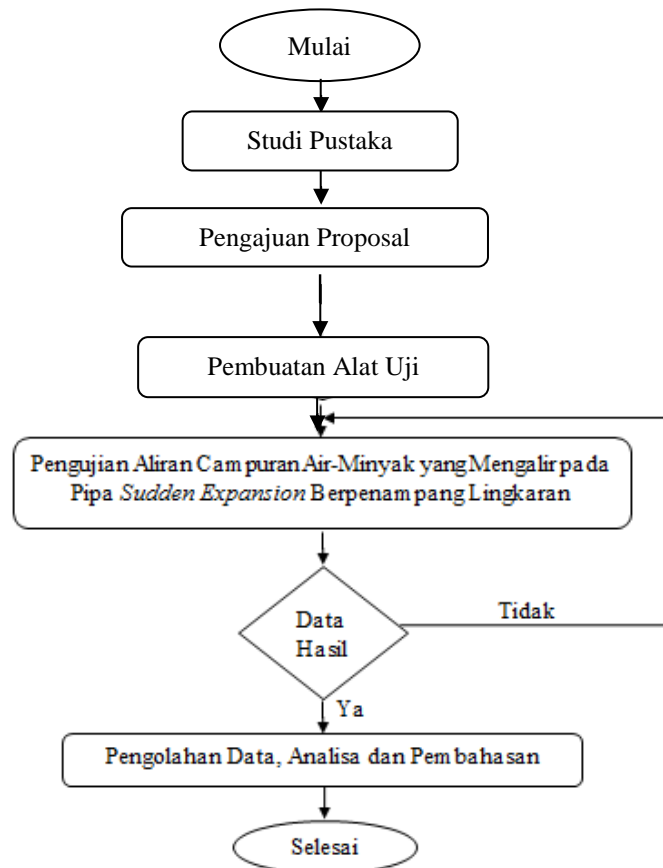 Mulai
Studi Pustaka
Pengajuan Proposal
Pembuatan Alat Uji
Pengujian Aliran Campuran Air-Minyak yang Mengalir pada
Pipa Sudden Expansion Berpenampang Lingkaran
Data
Hasil
Tidak
Ya
Pengolahan Data, Analisa dan Pembahasan
Selesai